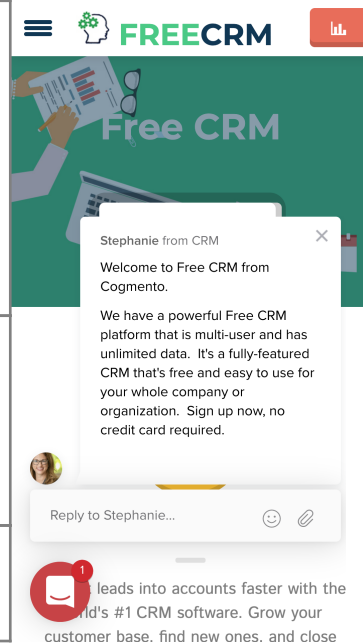 FREECRM
Free CRM
Stephanie from CRM
Welcome to Free CRM from
Cogmento.
We have a powerful Free CRM
platform that is multi-user and has
unlimited data.  It's a fully-featured
CRM that's free and easy to use for
your whole company or
organization.  Sign up now, no
credit card required.
Reply to Stephanie...
1
leads into accounts faster with the
#1 CRM software. Grow your
customer base, find new ones, and close